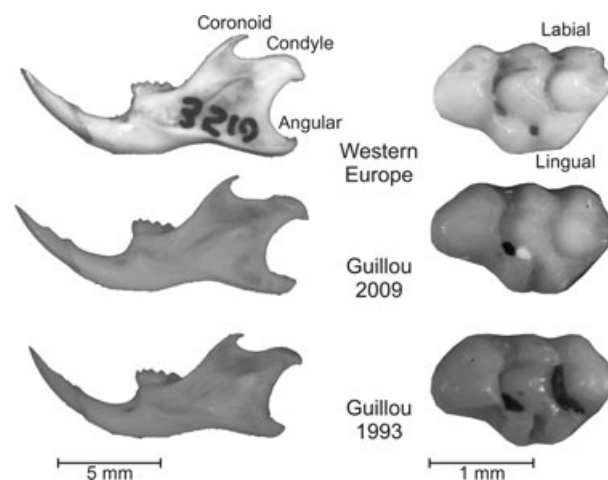 Coronoid
Condyle
Labial
3219
Angular
Western
Europe
Lingual
Guillou
2009
Guillou
1993
5 mm
1 mm